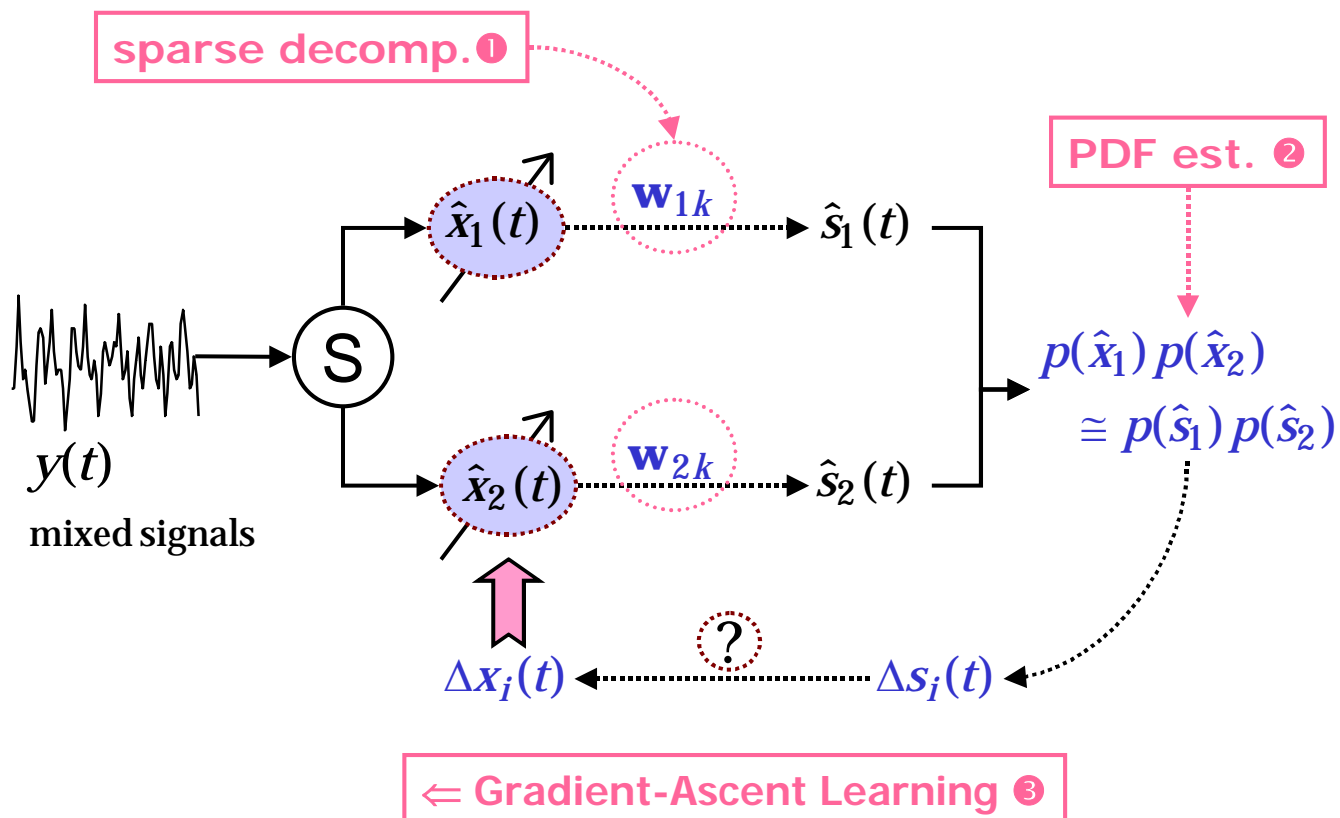 sparse decomp.❶
PDF est. ❷
x̂₁(t)
w₁ₖ
ŝ₁(t)
S
y(t)
mixed signals
p(x̂₁) p(x̂₂)
≅ p(ŝ₁) p(ŝ₂)
x̂₂(t)
w₂ₖ
ŝ₂(t)
?
Δxᵢ(t)
Δsᵢ(t)
⇐ Gradient-Ascent Learning ❸